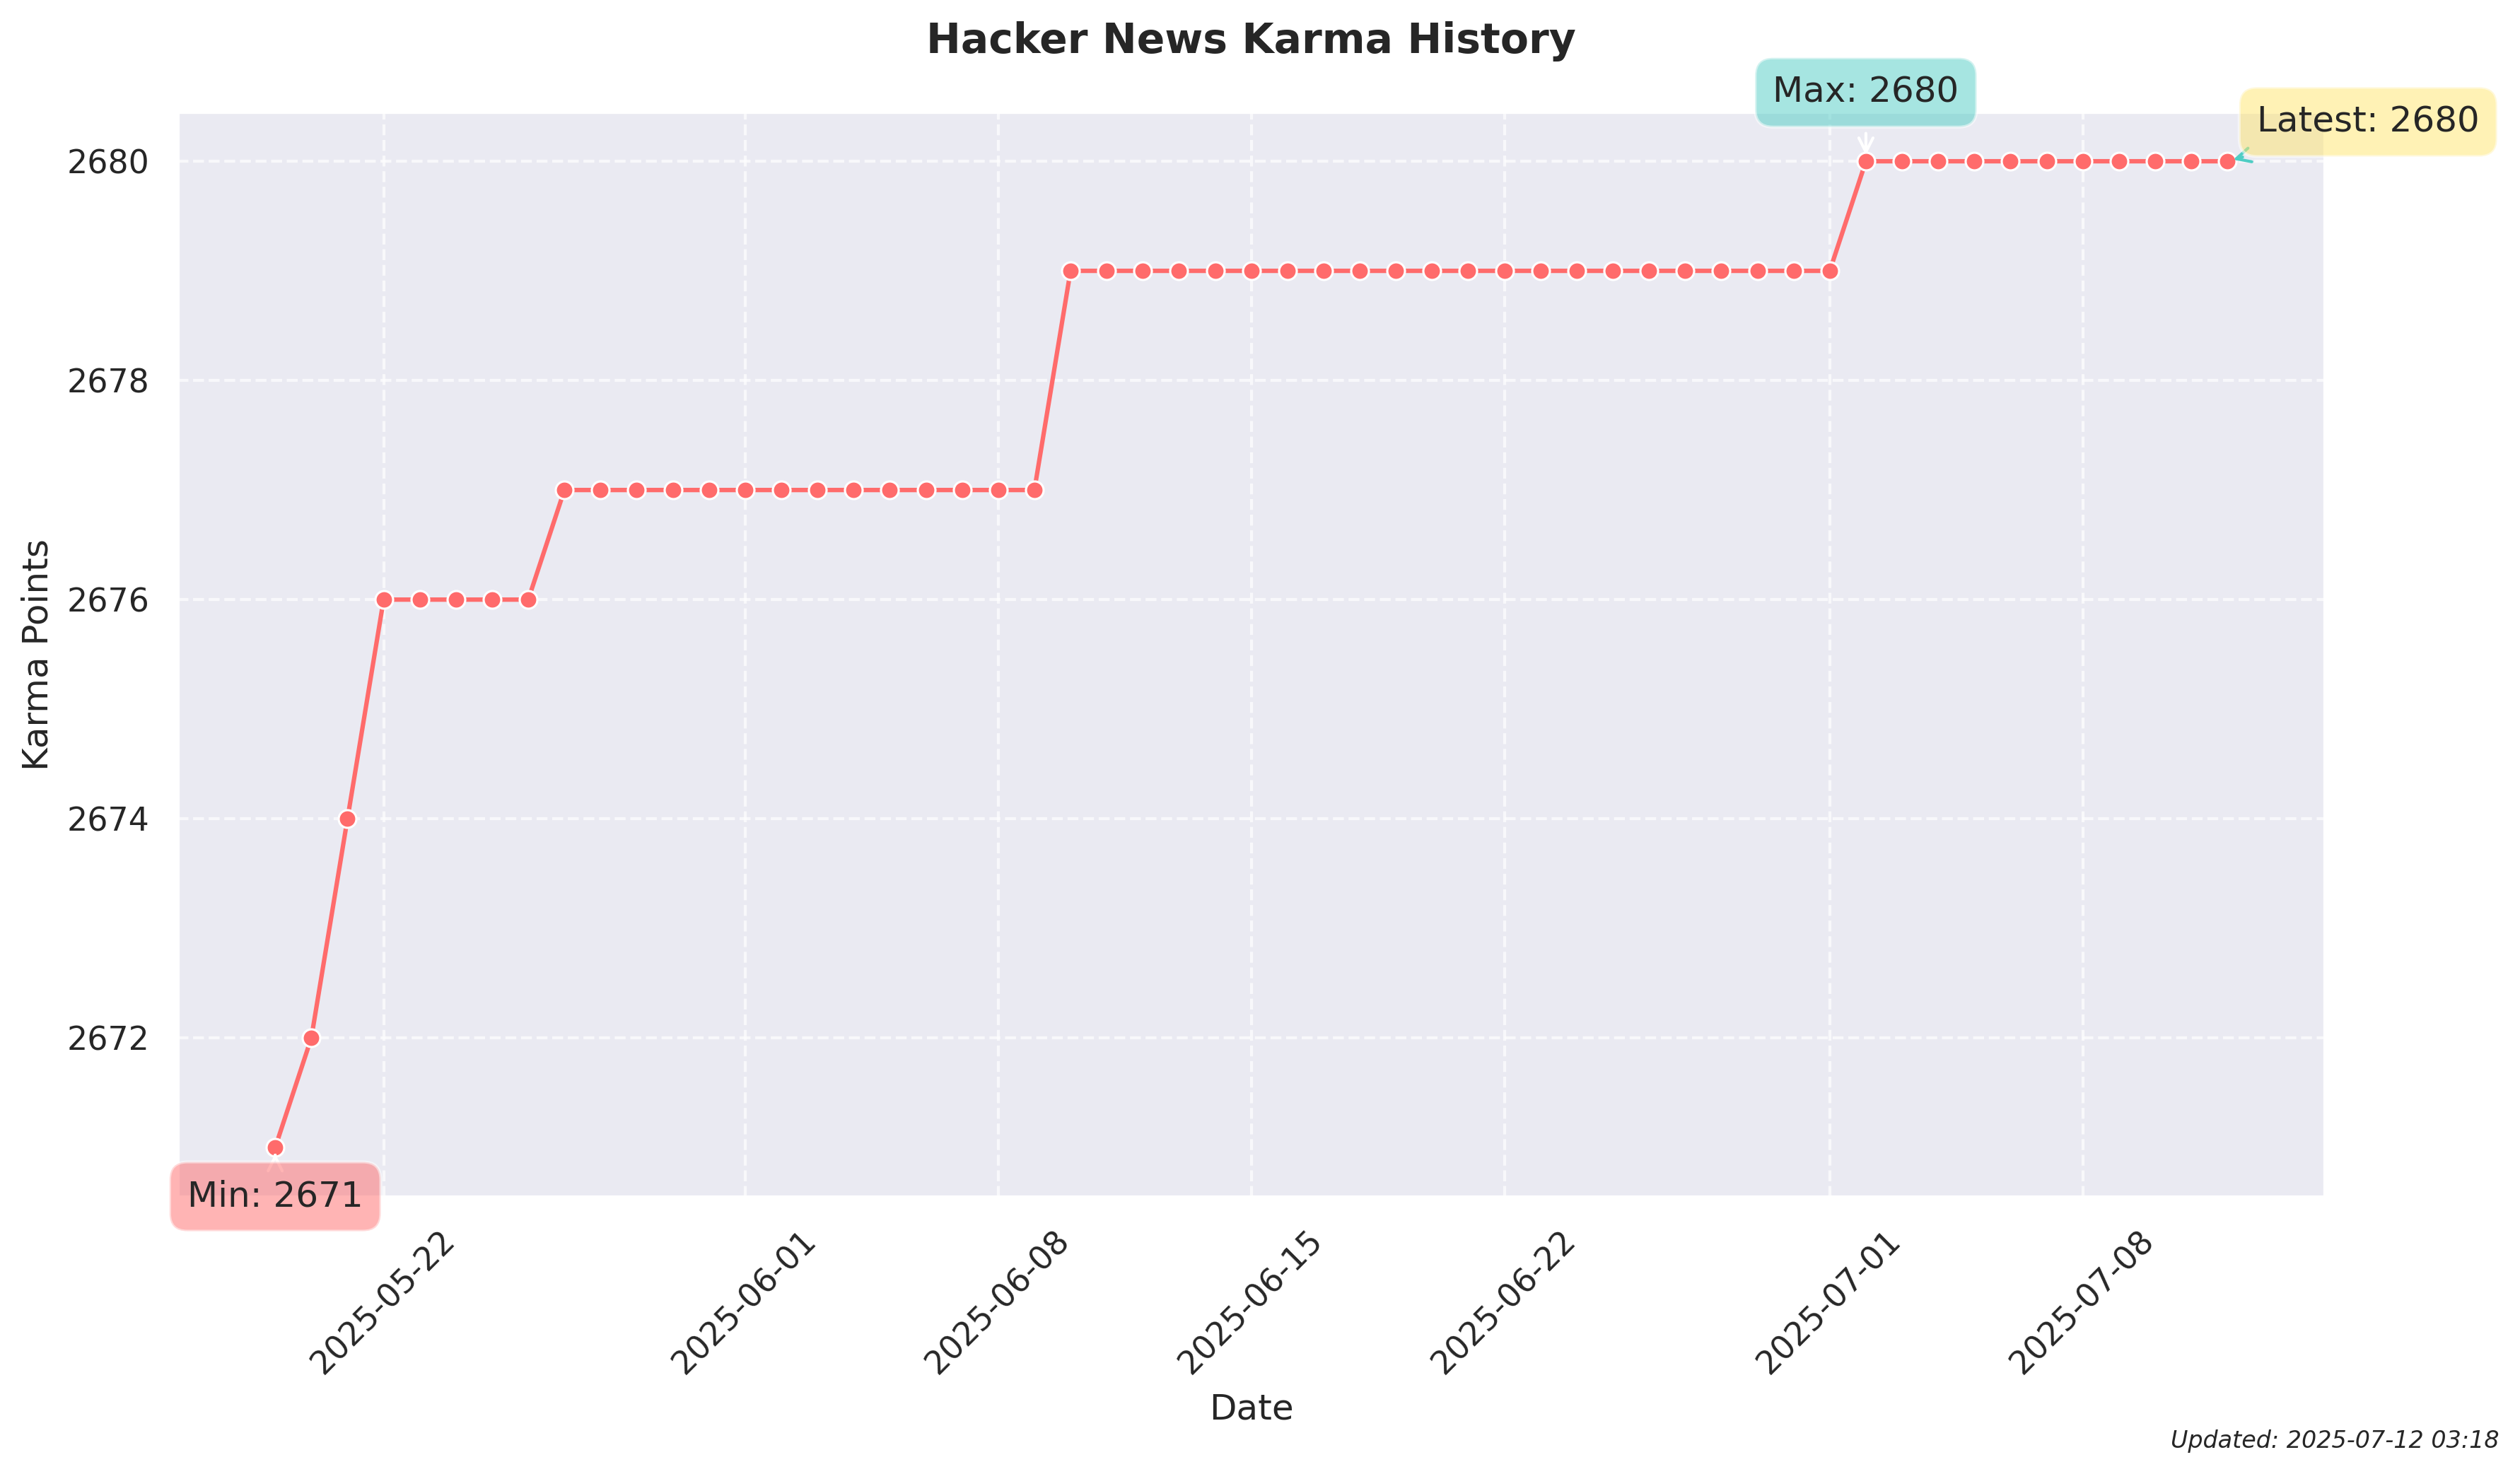 Hacker News Karma History
Max: 2680
Latest: 2680
2680
2678
2676
2674
2672
Karma Points
Min: 2671
2025-05-22
2025-06-01
2025-06-08
2025-06-15
2025-06-22
2025-07-01
2025-07-08
Date
Updated: 2025-07-12 03:18